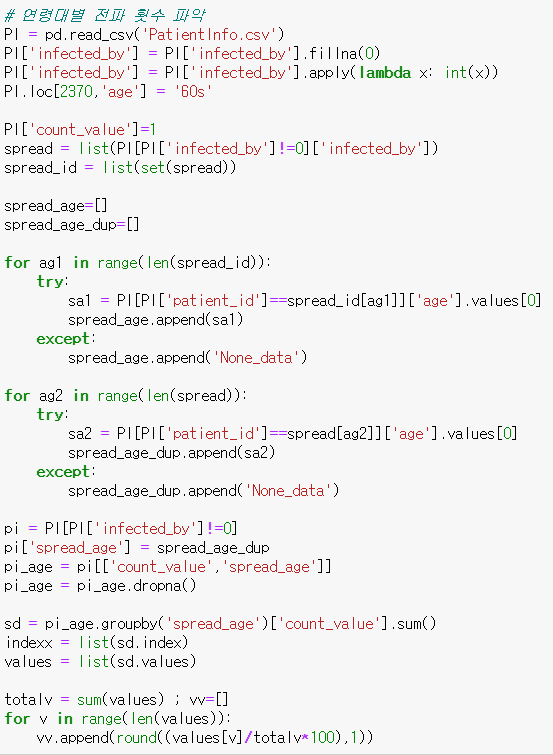 # 연령대별 전파 횟수 파악
PI = pd.read_csv('PatientInfo.csv')
PI['infected_by'] = PI['infected_by'].fillna(0)
PI['infected_by'] = PI['infected_by'].apply(lambda x: int(x))
PI.loc[2370,'age'] = '60s'
PI['count_value']=1
spread = list(PI[PI['infected_by']!=0]['infected_by'])
spread_id = list(set(spread))
spread_age=[]
spread_age_dup=[]
for ag1 in range(len(spread_id)):
    try:
        sa1 = PI[PI['patient_id']==spread_id[ag1]]['age'].values[0]
        spread_age.append(sa1)
    except:
        spread_age.append('None_data')
for ag2 in range(len(spread)):
    try:
        sa2 = PI[PI['patient_id']==spread[ag2]]['age'].values[0]
        spread_age_dup.append(sa2)
    except:
        spread_age_dup.append('None_data')
pi = PI[PI['infected_by']!=0]
pi['spread_age'] = spread_age_dup
pi_age = pi[['count_value','spread_age']]
pi_age = pi_age.dropna()
sd = pi_age.groupby('spread_age')['count_value'].sum()
indexx = list(sd.index)
values = list(sd.values)
totalv = sum(values) ; vv=[]
for v in range(len(values)):
    vv.append(round((values[v]/totalv*100),1))